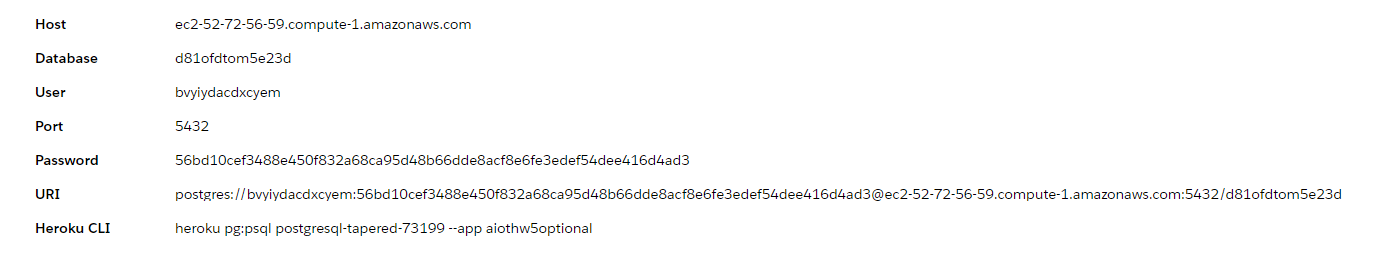 Host ec2-52-72-56-59.compute-1.amazonaws.com
Database d81ofdtom5e23d
User bvyiydacdxcyem
Port 5432
Password 56bd10cef3488e450f832a68ca95d48b66dde8acf8e6fe3edef54dee416d4ad3
URI postgres://bvyiydacdxcyem:56bd10cef3488e450f832a68ca95d48b66dde8acf8e6fe3edef54dee416d4ad3@ec2-52-72-56-59.compute-1.amazonaws.com:5432/d81ofdtom5e23d
Heroku CLI heroku pg:psql postgresql-tapered-73199 --app aiothw5optional